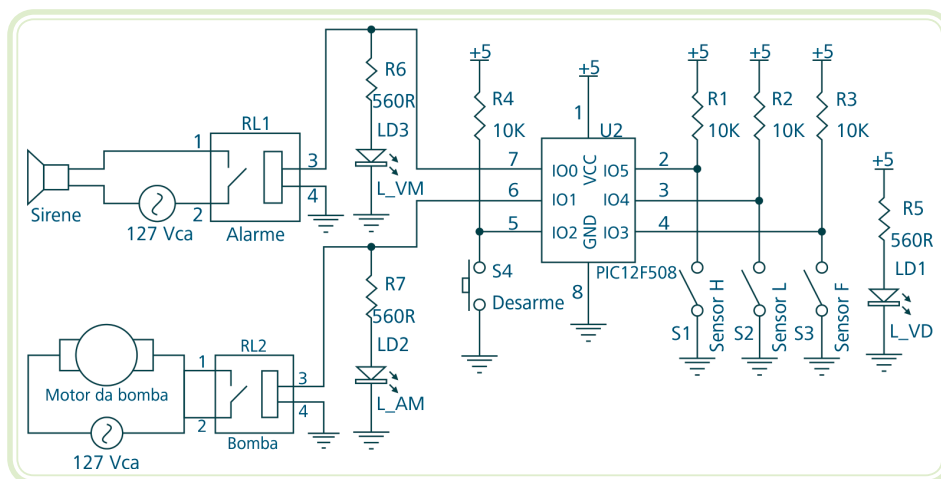 RL1
1
2
3
4
Sirene
127 Vca
Alarme
R6
560R
LD3
L_VM
+5
R4
10K
7
6
5
S4
Desarme
+5
1
U2
IO0
IO1
IO2
VCC
GND
IO5
IO4
IO3
PIC12F508
8
2
3
4
+5
R1
10K
+5
R2
10K
+5
R3
10K
S1
Sensor H
S2
Sensor L
S3
Sensor F
+5
R5
560R
LD1
L_VD
R7
560R
LD2
L_AM
RL2
1
2
3
4
Motor da bomba
127 Vca
Bomba